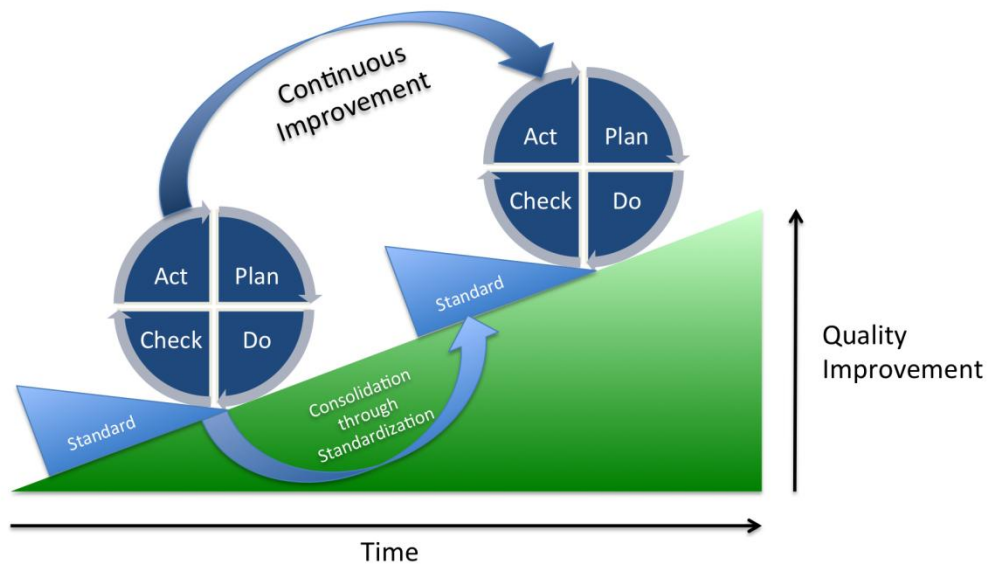 Continuous
Improvement
Act
Plan
Check
Do
Act
Plan
Check
Do
Standard
Standard
Consolidation
through
Standardization
Quality
Improvement
Time